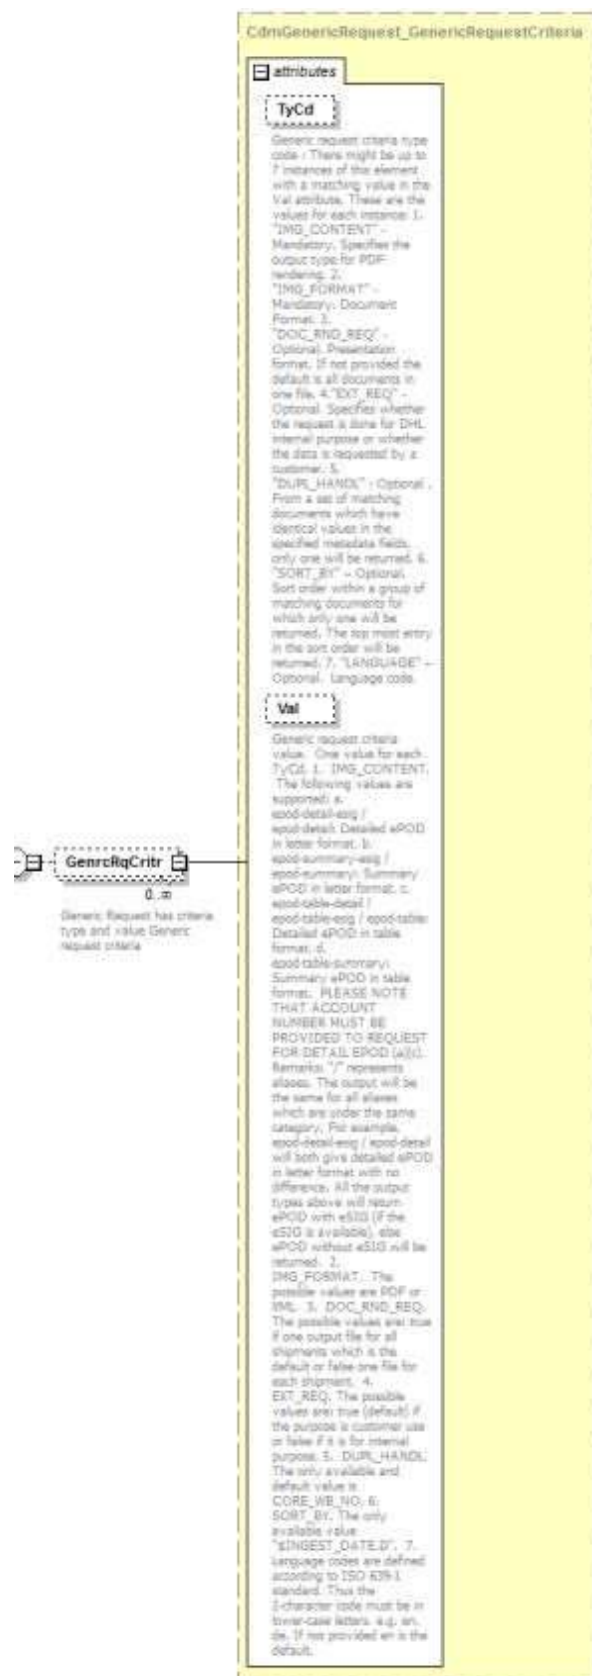 CdmGenericRequest_GenericRequestCriteria
attributes
TyCd
Generic request criteria type
code : There might be up to
7 instances of this element
with a matching value in the
Val attribute. These are the
values for each instance: 1.
"IMG_CONTENT" -
Mandatory. Specifies the
output type for PDF
rendering. 2.
"IMG_FORMAT" -
Mandatory. Document
Format. 3.
"DOC_RND_REQ" -
Optional. Presentation
format. If not provided the
default is all documents in
one file. 4."EXT_REQ" -
Optional. Specifies whether
the request is done for DHL
internal purpose or whether
the data is requested by a
customer. 5.
"DUPL_HANDL" - Optional .
From a set of matching
documents which have
identical values in the
specified metadata fields,
only one will be returned. 6.
"SORT_BY" – Optional.
Sort order within a group of
matching documents for
which only one will be
returned. The top most entry
in the sort order will be
returned. 7. "LANGUAGE" –
Optional. Language code.
Val
Generic request criteria
value. One value for each
TyCd. 1. IMG_CONTENT.
The following values are
supported: a.
epod-detail-esig /
epod-detail: Detailed ePOD
in letter format. b.
epod-summary-esig /
epod-summary: Summary
ePOD in letter format. c.
epod-table-detail /
epod-table-esig / epod-table:
Detailed ePOD in table
format. d.
epod-table-summary:
Summary ePOD in table
format. PLEASE NOTE
THAT ACCOUNT
NUMBER MUST BE
PROVIDED TO REQUEST
FOR DETAIL EPOD (a)(c).
Remarks: "/" represents
aliases. The output will be
the same for all aliases
which are under the same
category. For example,
epod-detail-esig / epod-detail
will both give detailed ePOD
in letter format with no
difference. All the output
types above will return
ePOD with eSIG (if the
eSIG is available), else
ePOD without eSIG will be
returned. 2.
IMG_FORMAT. The
possible values are PDF or
XML. 3. DOC_RND_REQ.
The possible values are: true
if one output file for all
shipments which is the
default or false one file for
each shipment. 4.
EXT_REQ. The possible
values are: true (default) if
the purpose is customer use
or false if it is for internal
purpose. 5. DUPL_HANDL.
The only available and
default value is
CORE_WB_NO. 6.
SORT_BY. The only
available value
"$INGEST_DATE,D". 7.
Language codes are defined
according to ISO 639-1
standard. Thus the
2-character code must be in
lower-case letters. e.g. en,
de. If not provided en is the
default.
GenrcRqCritr
0..∞
Generic Request has criteria
type and value Generic
request criteria